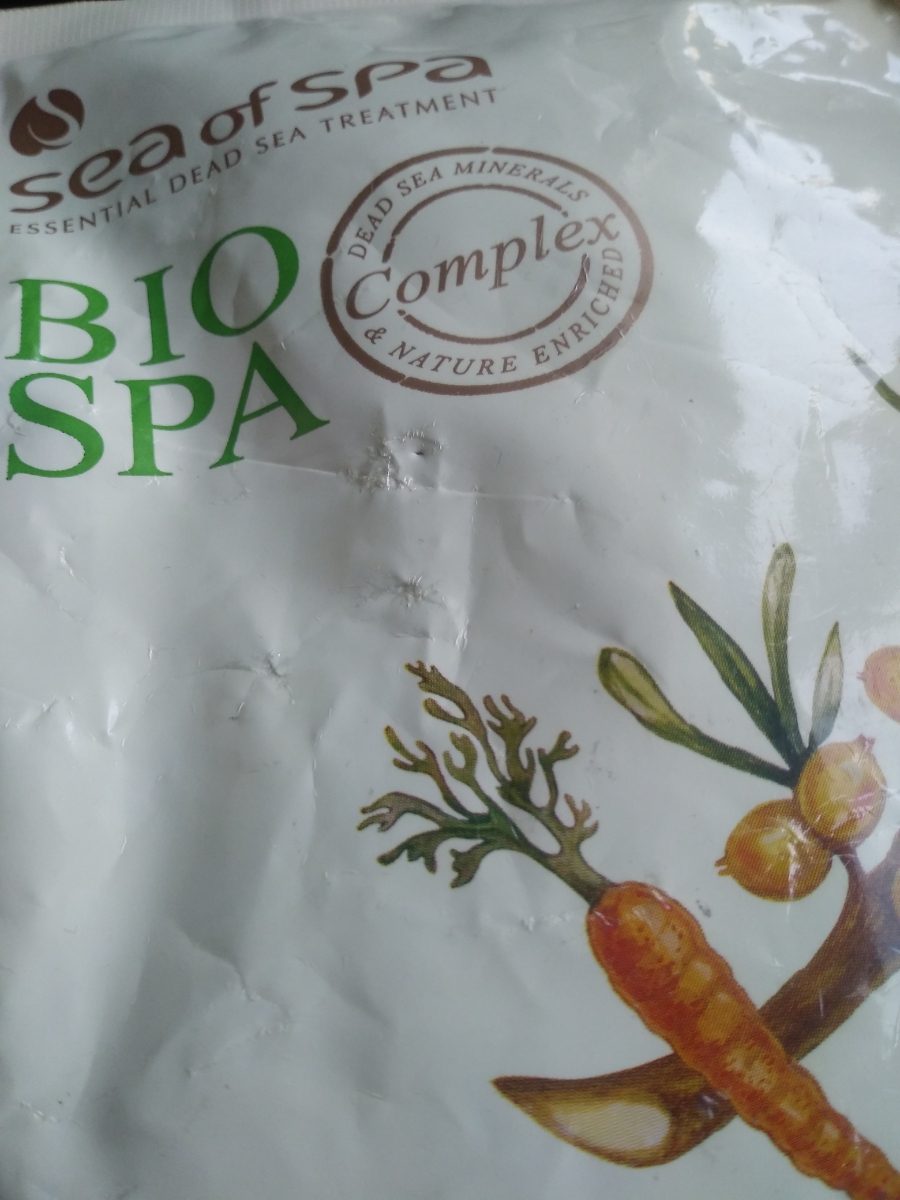 sea of spa
ESSENTIAL DEAD SEA TREATMENT
BIO
SPA
DEAD SEA MINERALS
Complex
& NATURE ENRICHED